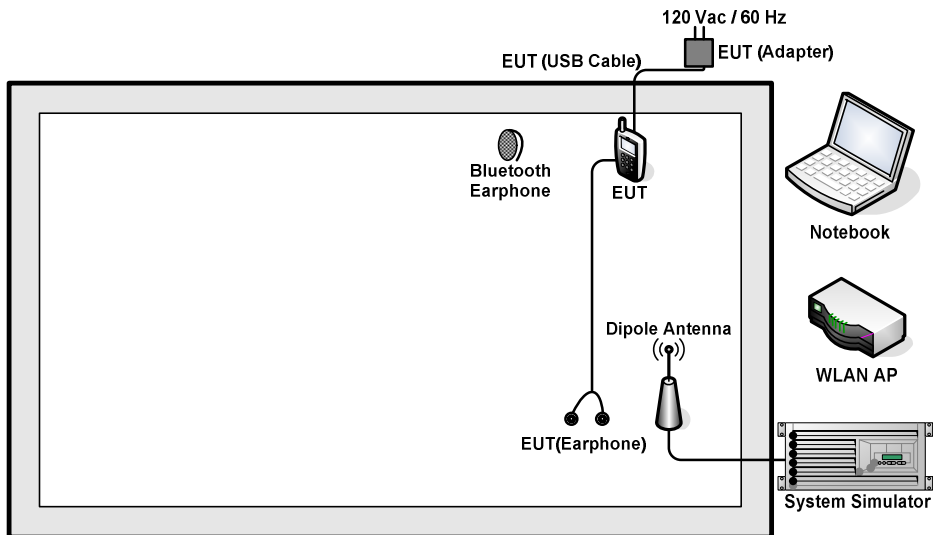 120 Vac / 60 Hz
EUT (USB Cable)
EUT (Adapter)
Bluetooth
Earphone
EUT
Notebook
Dipole Antenna
WLAN AP
EUT(Earphone)
System Simulator